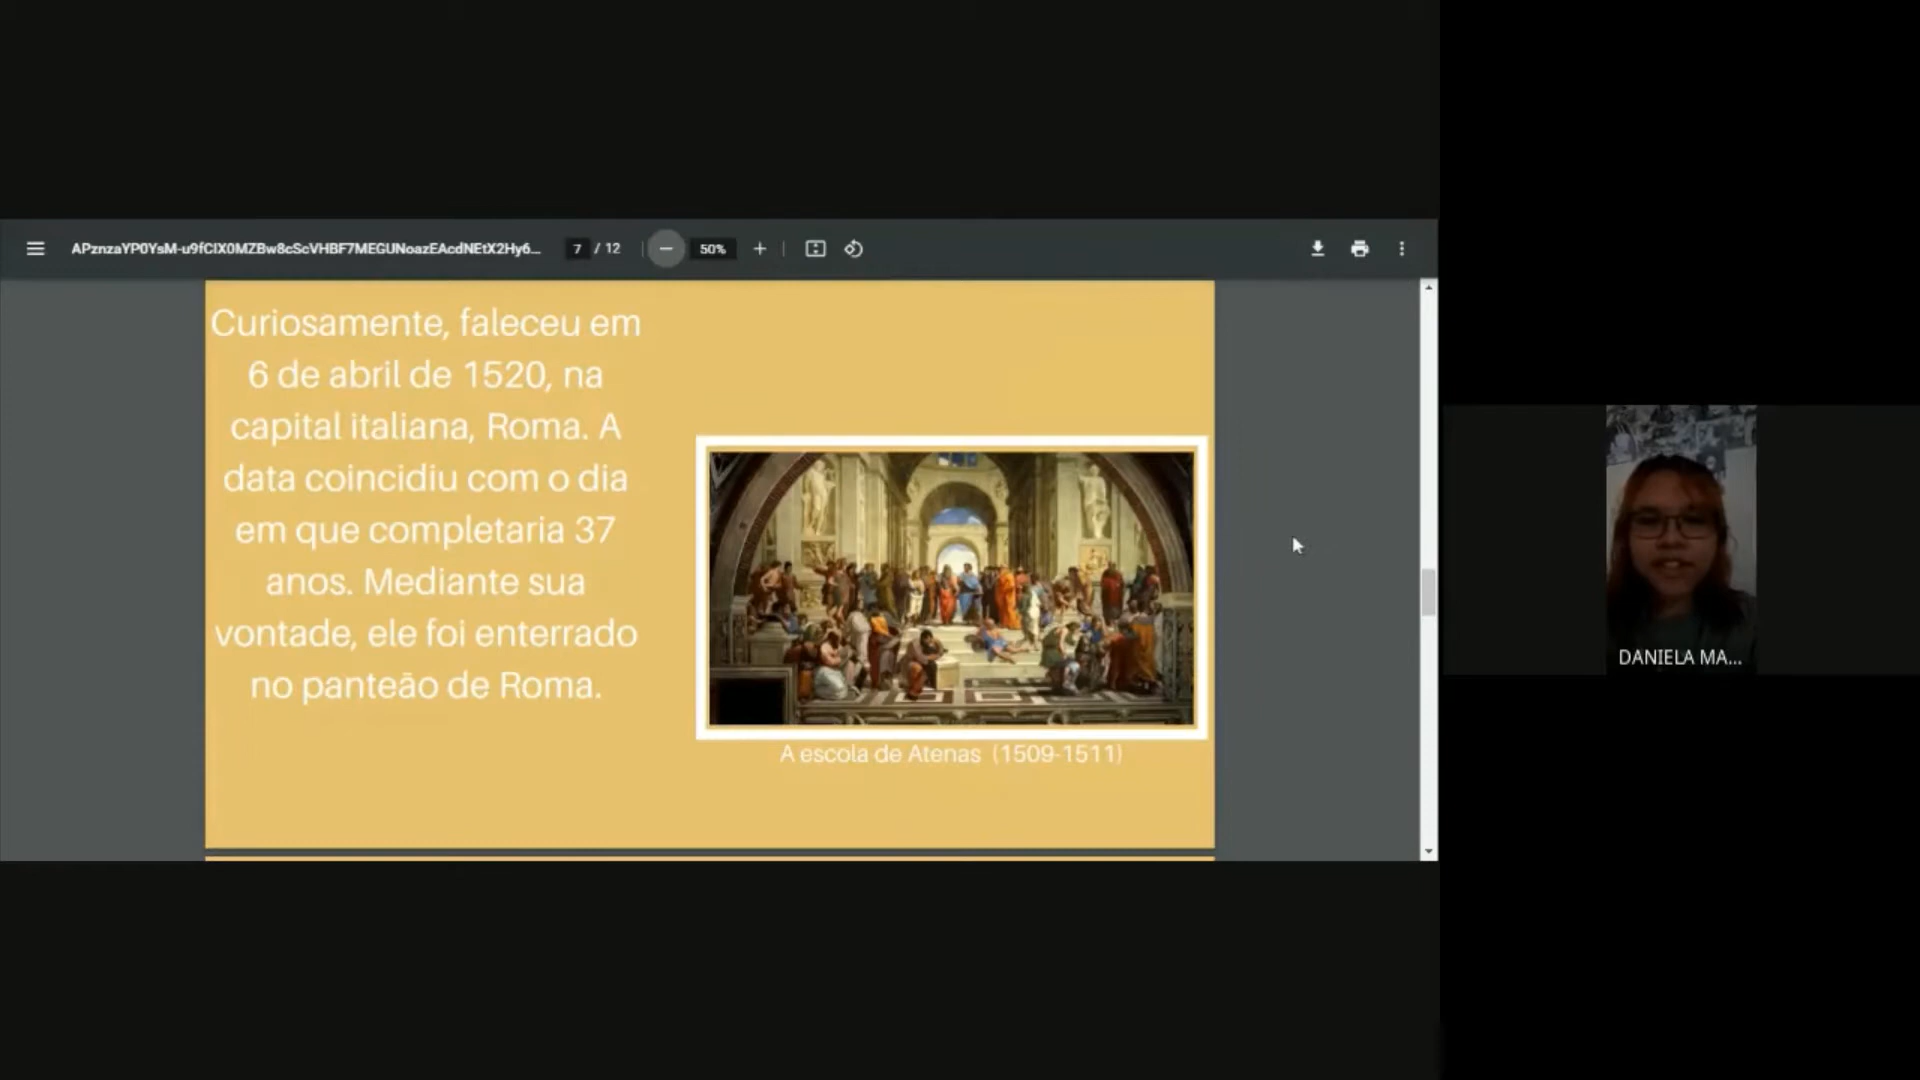 APznzaYP0YsM-u9fCIX0MZBw8cScVHBF7MEGUNoazEAcdNEtX2Hy6...
7 / 12
50%
Curiosamente, faleceu em
6 de abril de 1520, na
capital italiana, Roma. A
data coincidiu com o dia
em que completaria 37
anos. Mediante sua
vontade, ele foi enterrado
no panteão de Roma.
A escola de Atenas (1509-1511)
DANIELA MA...